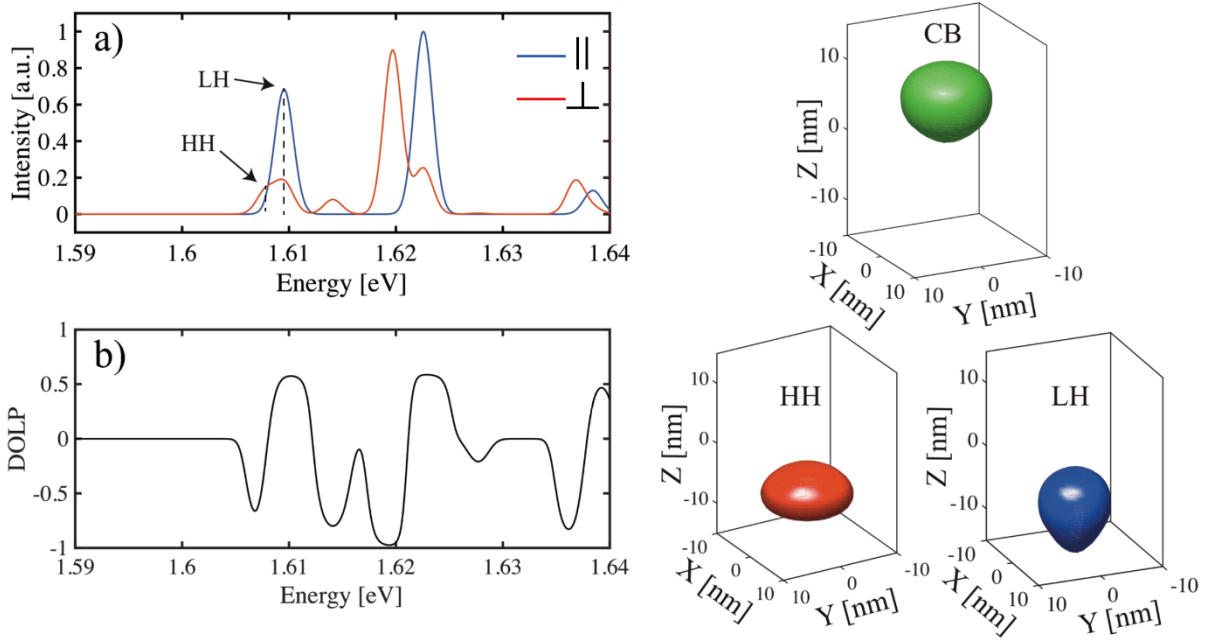 a)
Intensity [a.u.]
1
0.8
0.6
0.4
0.2
0
LH
HH
||
⊥
1.59
1.6
1.61
1.62
1.63
1.64
Energy [eV]
b)
DOLP
1
0.5
0
-0.5
-1
1.59
1.6
1.61
1.62
1.63
1.64
Energy [eV]
CB
Z [nm]
10
0
-10
-10
0
10
X [nm]
10
0
-10
Y [nm]
HH
Z [nm]
10
0
-10
-10
0
10
X [nm]
10
0
-10
Y [nm]
LH
Z [nm]
10
0
-10
-10
0
10
X [nm]
10
0
-10
Y [nm]